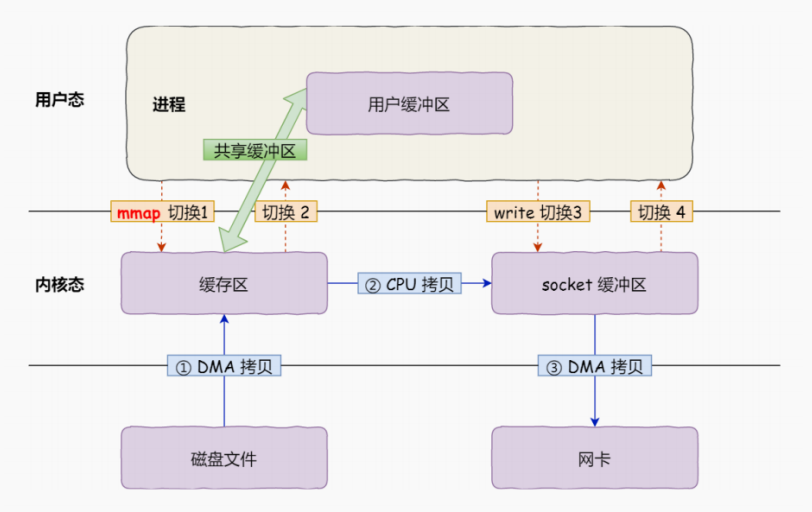 用户态
进程
用户缓冲区
共享缓冲区
mmap 切换1
切换 2
write 切换3
切换 4
内核态
缓存区
② CPU 拷贝
socket 缓冲区
① DMA 拷贝
③ DMA 拷贝
磁盘文件
网卡